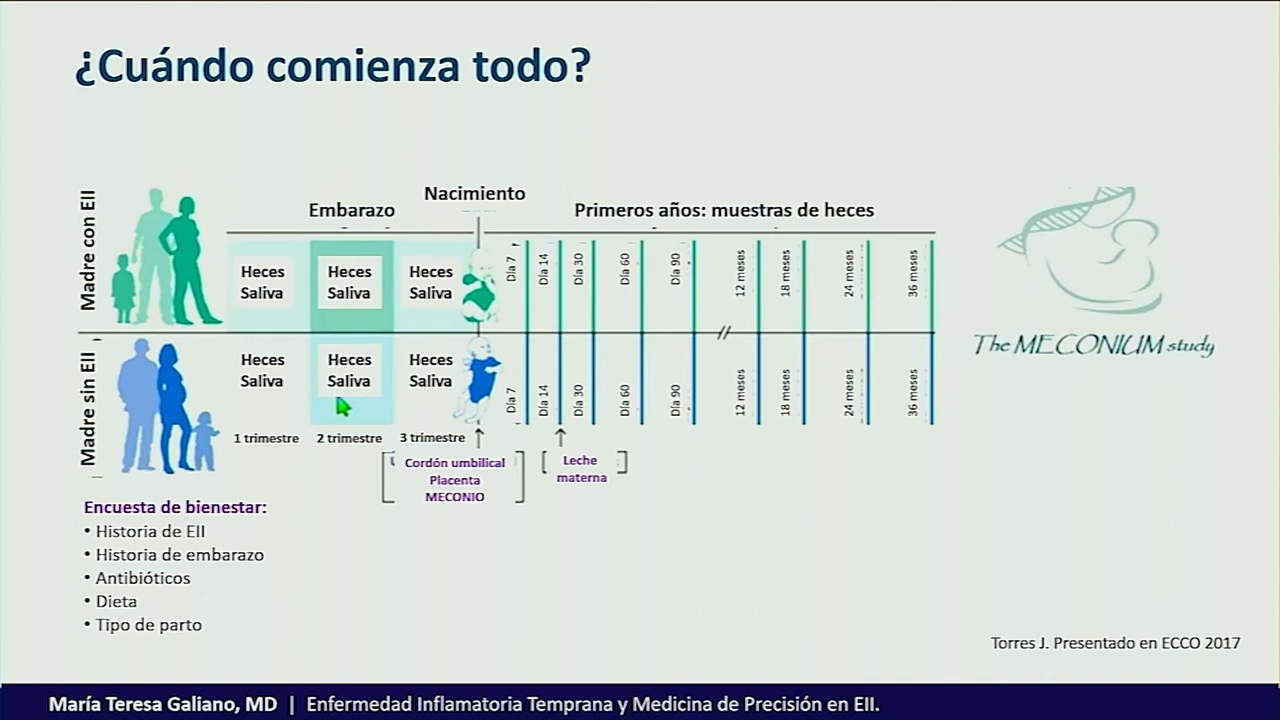 ¿Cuándo comienza todo?
Nacimiento
Embarazo
Primeros años: muestras de heces
Madre con EII
Heces
Saliva
Heces
Saliva
Heces
Saliva
Día 7
Día 14
Día 30
Día 60
Día 90
12 meses
18 meses
24 meses
36 meses
The MECONIUM study
Madre sin EII
Heces
Saliva
Heces
Saliva
Heces
Saliva
Día 7
Día 14
Día 30
Día 60
Día 90
12 meses
18 meses
24 meses
36 meses
1 trimestre
2 trimestre
3 trimestre
Cordón umbilical
Placenta
MECONIO
Leche
materna
Encuesta de bienestar:
• Historia de EII
• Historia de embarazo
• Antibióticos
• Dieta
• Tipo de parto
Torres J. Presentado en ECCO 2017
María Teresa Galiano, MD | Enfermedad Inflamatoria Temprana y Medicina de Precisión en EII.